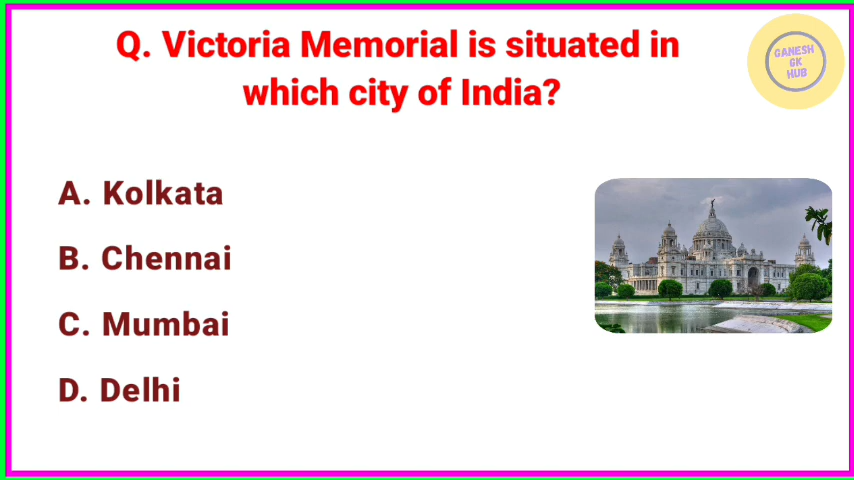 Q. Victoria Memorial is situated in
which city of India?
GANESH
GK
HUB
A. Kolkata
B. Chennai
C. Mumbai
D. Delhi